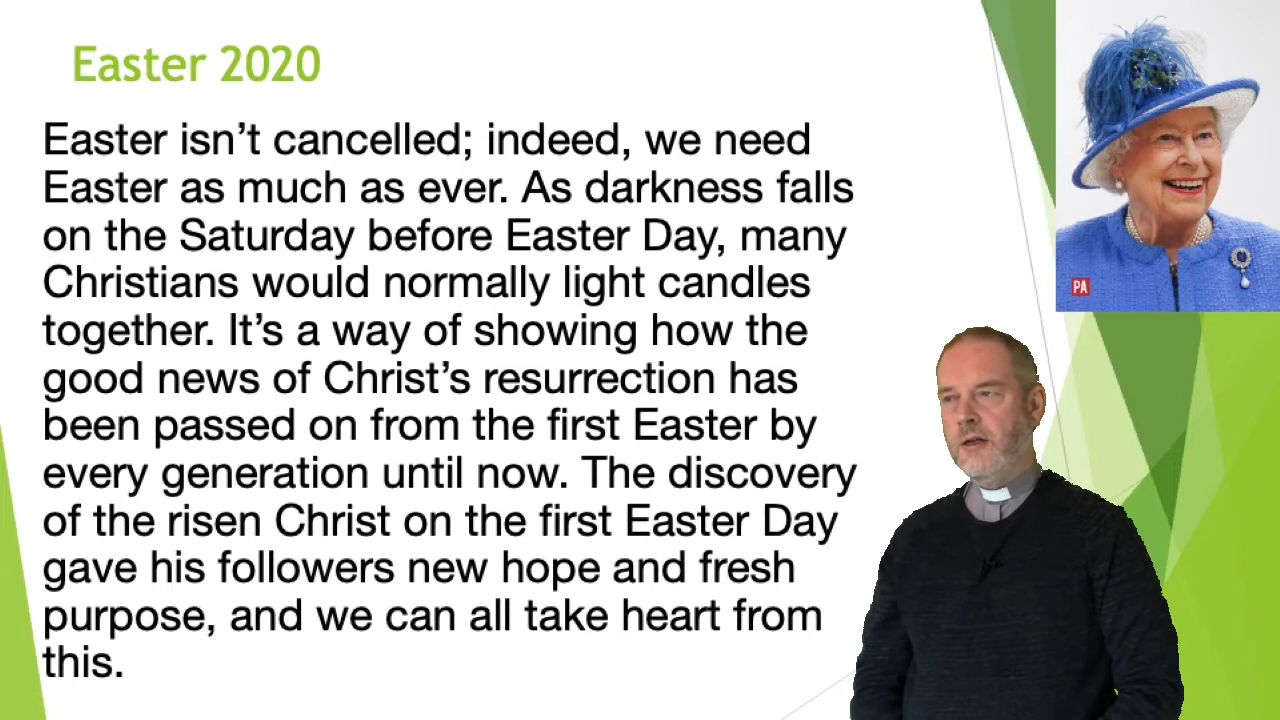 Easter 2020
Easter isn’t cancelled; indeed, we need
Easter as much as ever. As darkness falls
on the Saturday before Easter Day, many
Christians would normally light candles
together. It’s a way of showing how the
good news of Christ’s resurrection has
been passed on from the first Easter by
every generation until now. The discovery
of the risen Christ on the first Easter Day
gave his followers new hope and fresh
purpose, and we can all take heart from
this.
PA